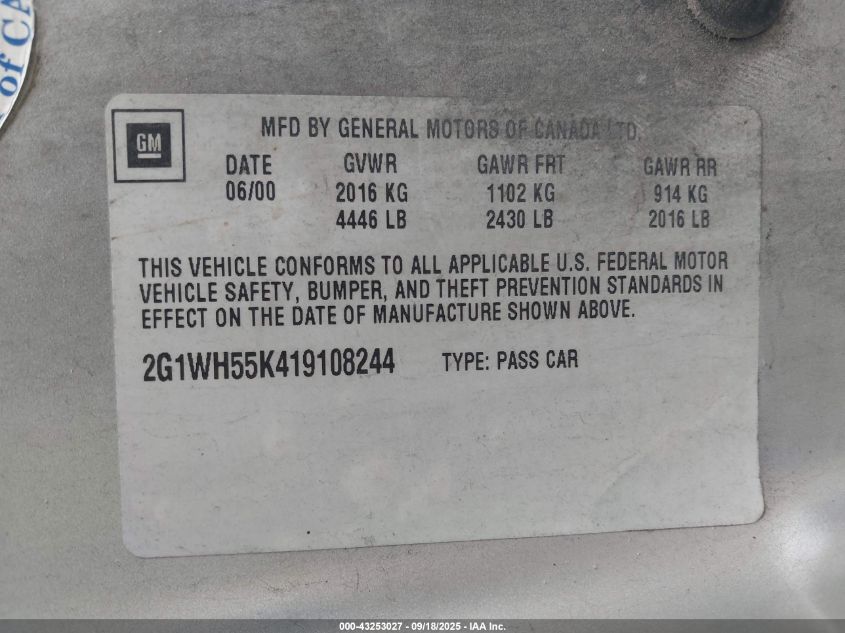 of CA
GM
MFD BY GENERAL MOTORS OF CANADA LTD.
DATE GVWR GAWR FRT GAWR RR
06/00 2016 KG 1102 KG 914 KG
4446 LB 2430 LB 2016 LB
THIS VEHICLE CONFORMS TO ALL APPLICABLE U.S. FEDERAL MOTOR
VEHICLE SAFETY, BUMPER, AND THEFT PREVENTION STANDARDS IN
EFFECT ON THE DATE OF MANUFACTURE SHOWN ABOVE.
2G1WH55K419108244 TYPE: PASS CAR
000-43253027 - 09/18/2025 - IAA Inc.